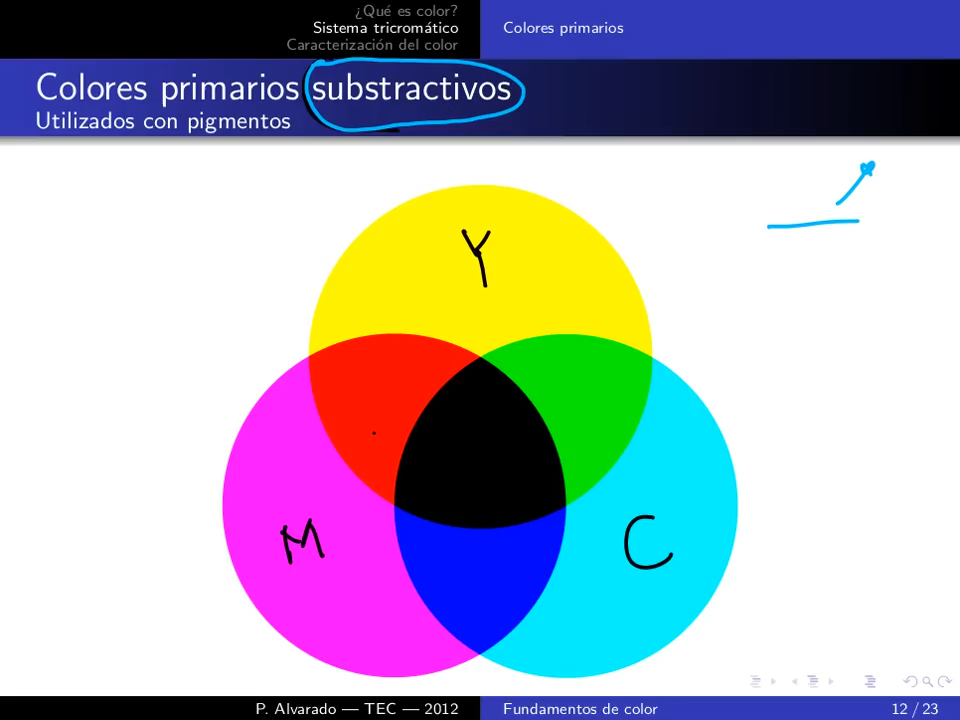 ¿Qué es color?
Sistema tricromático
Caracterización del color
Colores primarios
Colores primarios substractivos
Utilizados con pigmentos
Y
M
C
P. Alvarado — TEC — 2012
Fundamentos de color
12 / 23